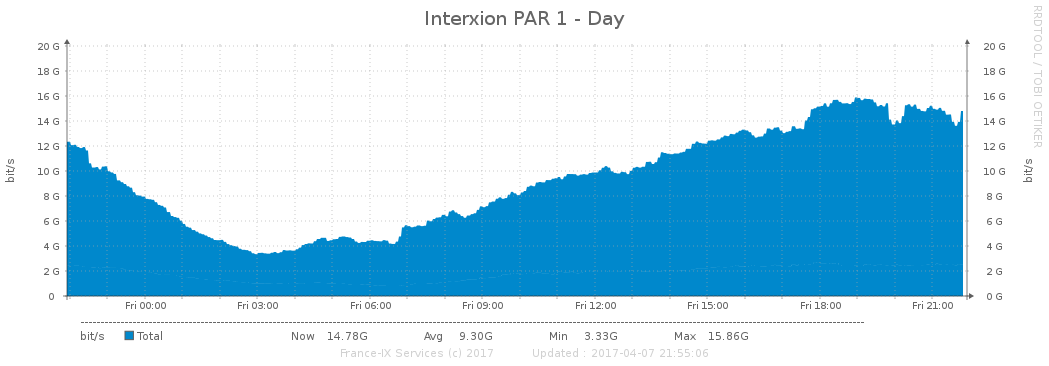 Interxion PAR 1 - Day
RRDTOOL / TOBI OETIKER
20 G 20 G
18 G 18 G
16 G 16 G
14 G 14 G
12 G 12 G
10 G 10 G
8 G 8 G
6 G 6 G
4 G 4 G
2 G 2 G
0 0 G
bit/s bit/s
Fri 00:00 Fri 03:00 Fri 06:00 Fri 09:00 Fri 12:00 Fri 15:00 Fri 18:00 Fri 21:00
bit/s Total Now 14.78G Avg 9.30G Min 3.33G Max 15.86G
France-IX Services (c) 2017 Updated : 2017-04-07 21:55:06